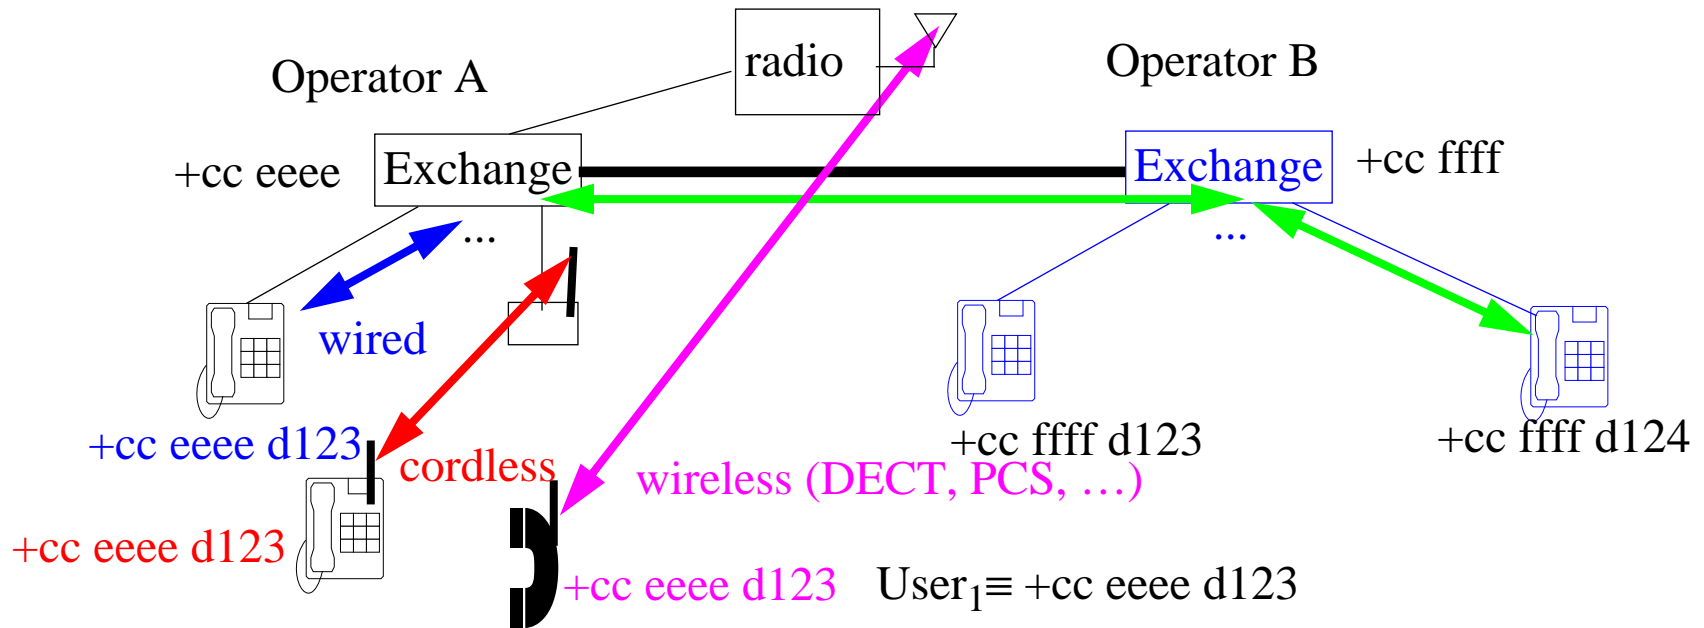 radio
Operator A
Operator B
+cc eeee
Exchange
Exchange
+cc ffff
...
...
wired
+cc eeee d123
+cc ffff d123
+cc ffff d124
cordless
wireless (DECT, PCS, …)
+cc eeee d123
+cc eeee d123
User₁≡ +cc eeee d123